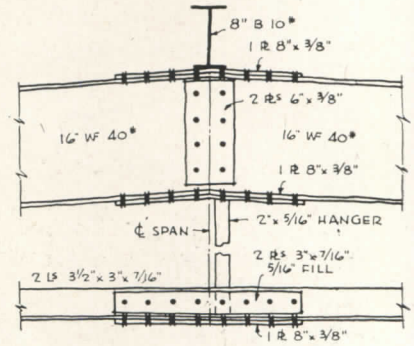 8" B 10#
1 ℞ 8" x 3/8"
2 ℞s 6" x 3/8"
16" WF 40#
16" WF 40#
1 ℞ 8" x 3/8"
℄ SPAN
2" x 5/16" HANGER
2 ℞s 3" x 7/16"
5/16" FILL
2 Ls 3 1/2" x 3" x 7/16"
1 ℞ 8" x 3/8"